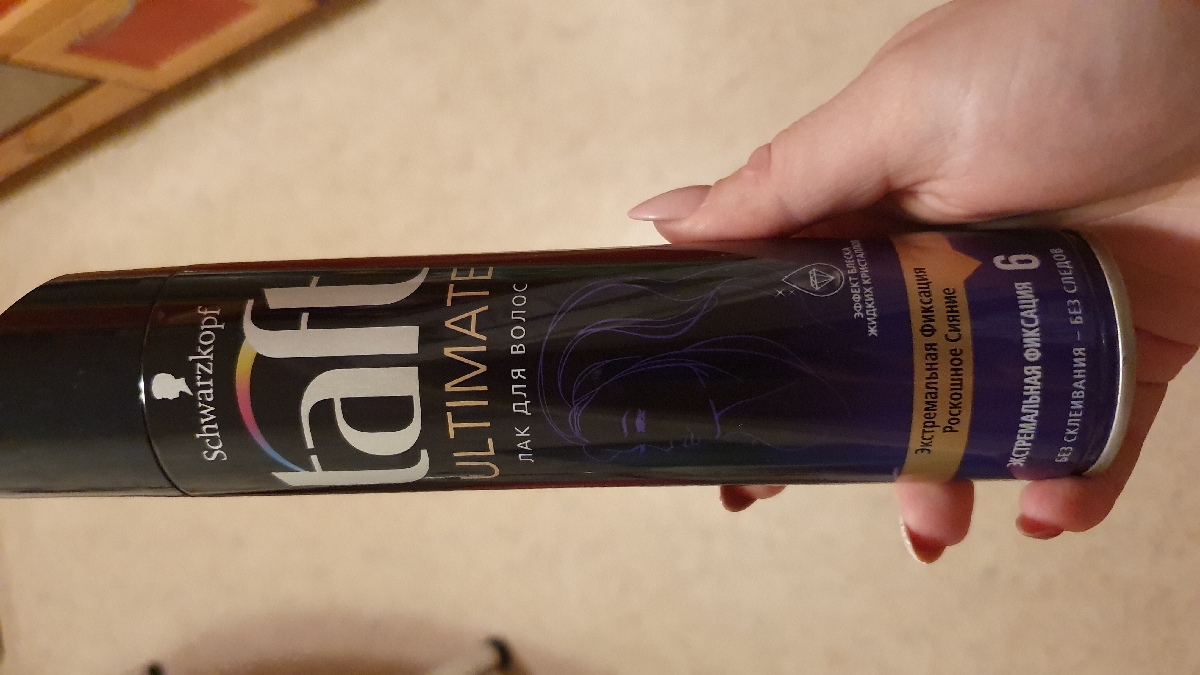 Schwarzkopf
taft
ULTIMATE
ЛАК ДЛЯ ВОЛОС
ЭФФЕКТ БЛЕСКА
ЖИДКИХ КРИСТАЛЛОВ
Экстремальная Фиксация
Роскошное Сияние
ЭКСТРЕМАЛЬНАЯ ФИКСАЦИЯ 6
БЕЗ СКЛЕИВАНИЯ – БЕЗ СЛЕДОВ